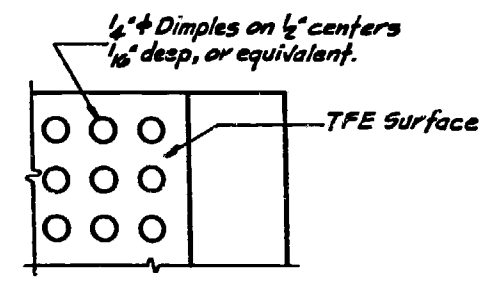 1/4" ϕ Dimples on 1/2" centers
1/16" deep, or equivalent.
TFE Surface